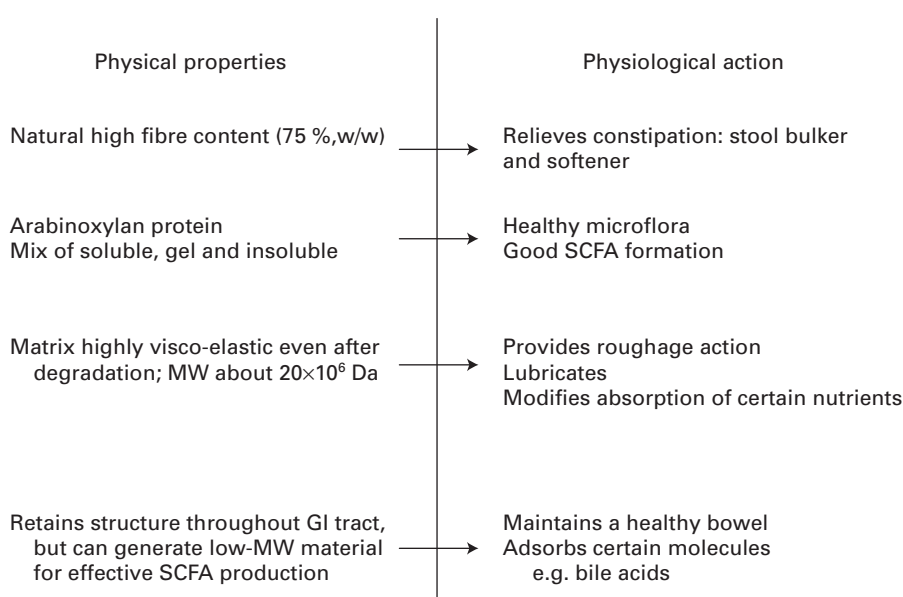 Physical properties
Physiological action
Natural high fibre content (75 %,w/w)
Relieves constipation: stool bulker
and softener
Arabinoxylan protein
Mix of soluble, gel and insoluble
Healthy microflora
Good SCFA formation
Matrix highly visco-elastic even after
degradation; MW about 20×10⁶ Da
Provides roughage action
Lubricates
Modifies absorption of certain nutrients
Retains structure throughout GI tract,
but can generate low-MW material
for effective SCFA production
Maintains a healthy bowel
Adsorbs certain molecules
e.g. bile acids